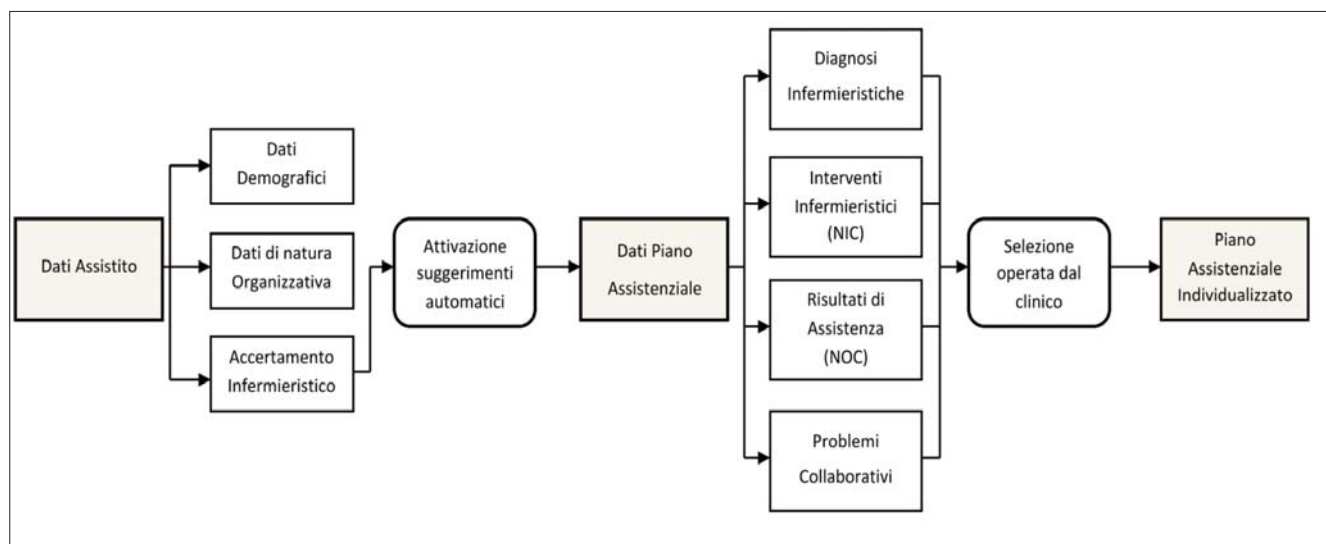 Dati Assistito
Dati
Demografici
Dati di natura
Organizzativa
Accertamento
Infermieristico
Attivazione
suggerimenti
automatici
Dati Piano
Assistenziale
Diagnosi
Infermieristiche
Interventi
Infermieristici
(NIC)
Risultati di
Assistenza
(NOC)
Problemi
Collaborativi
Selezione
operata dal
clinico
Piano
Assistenziale
Individualizzato